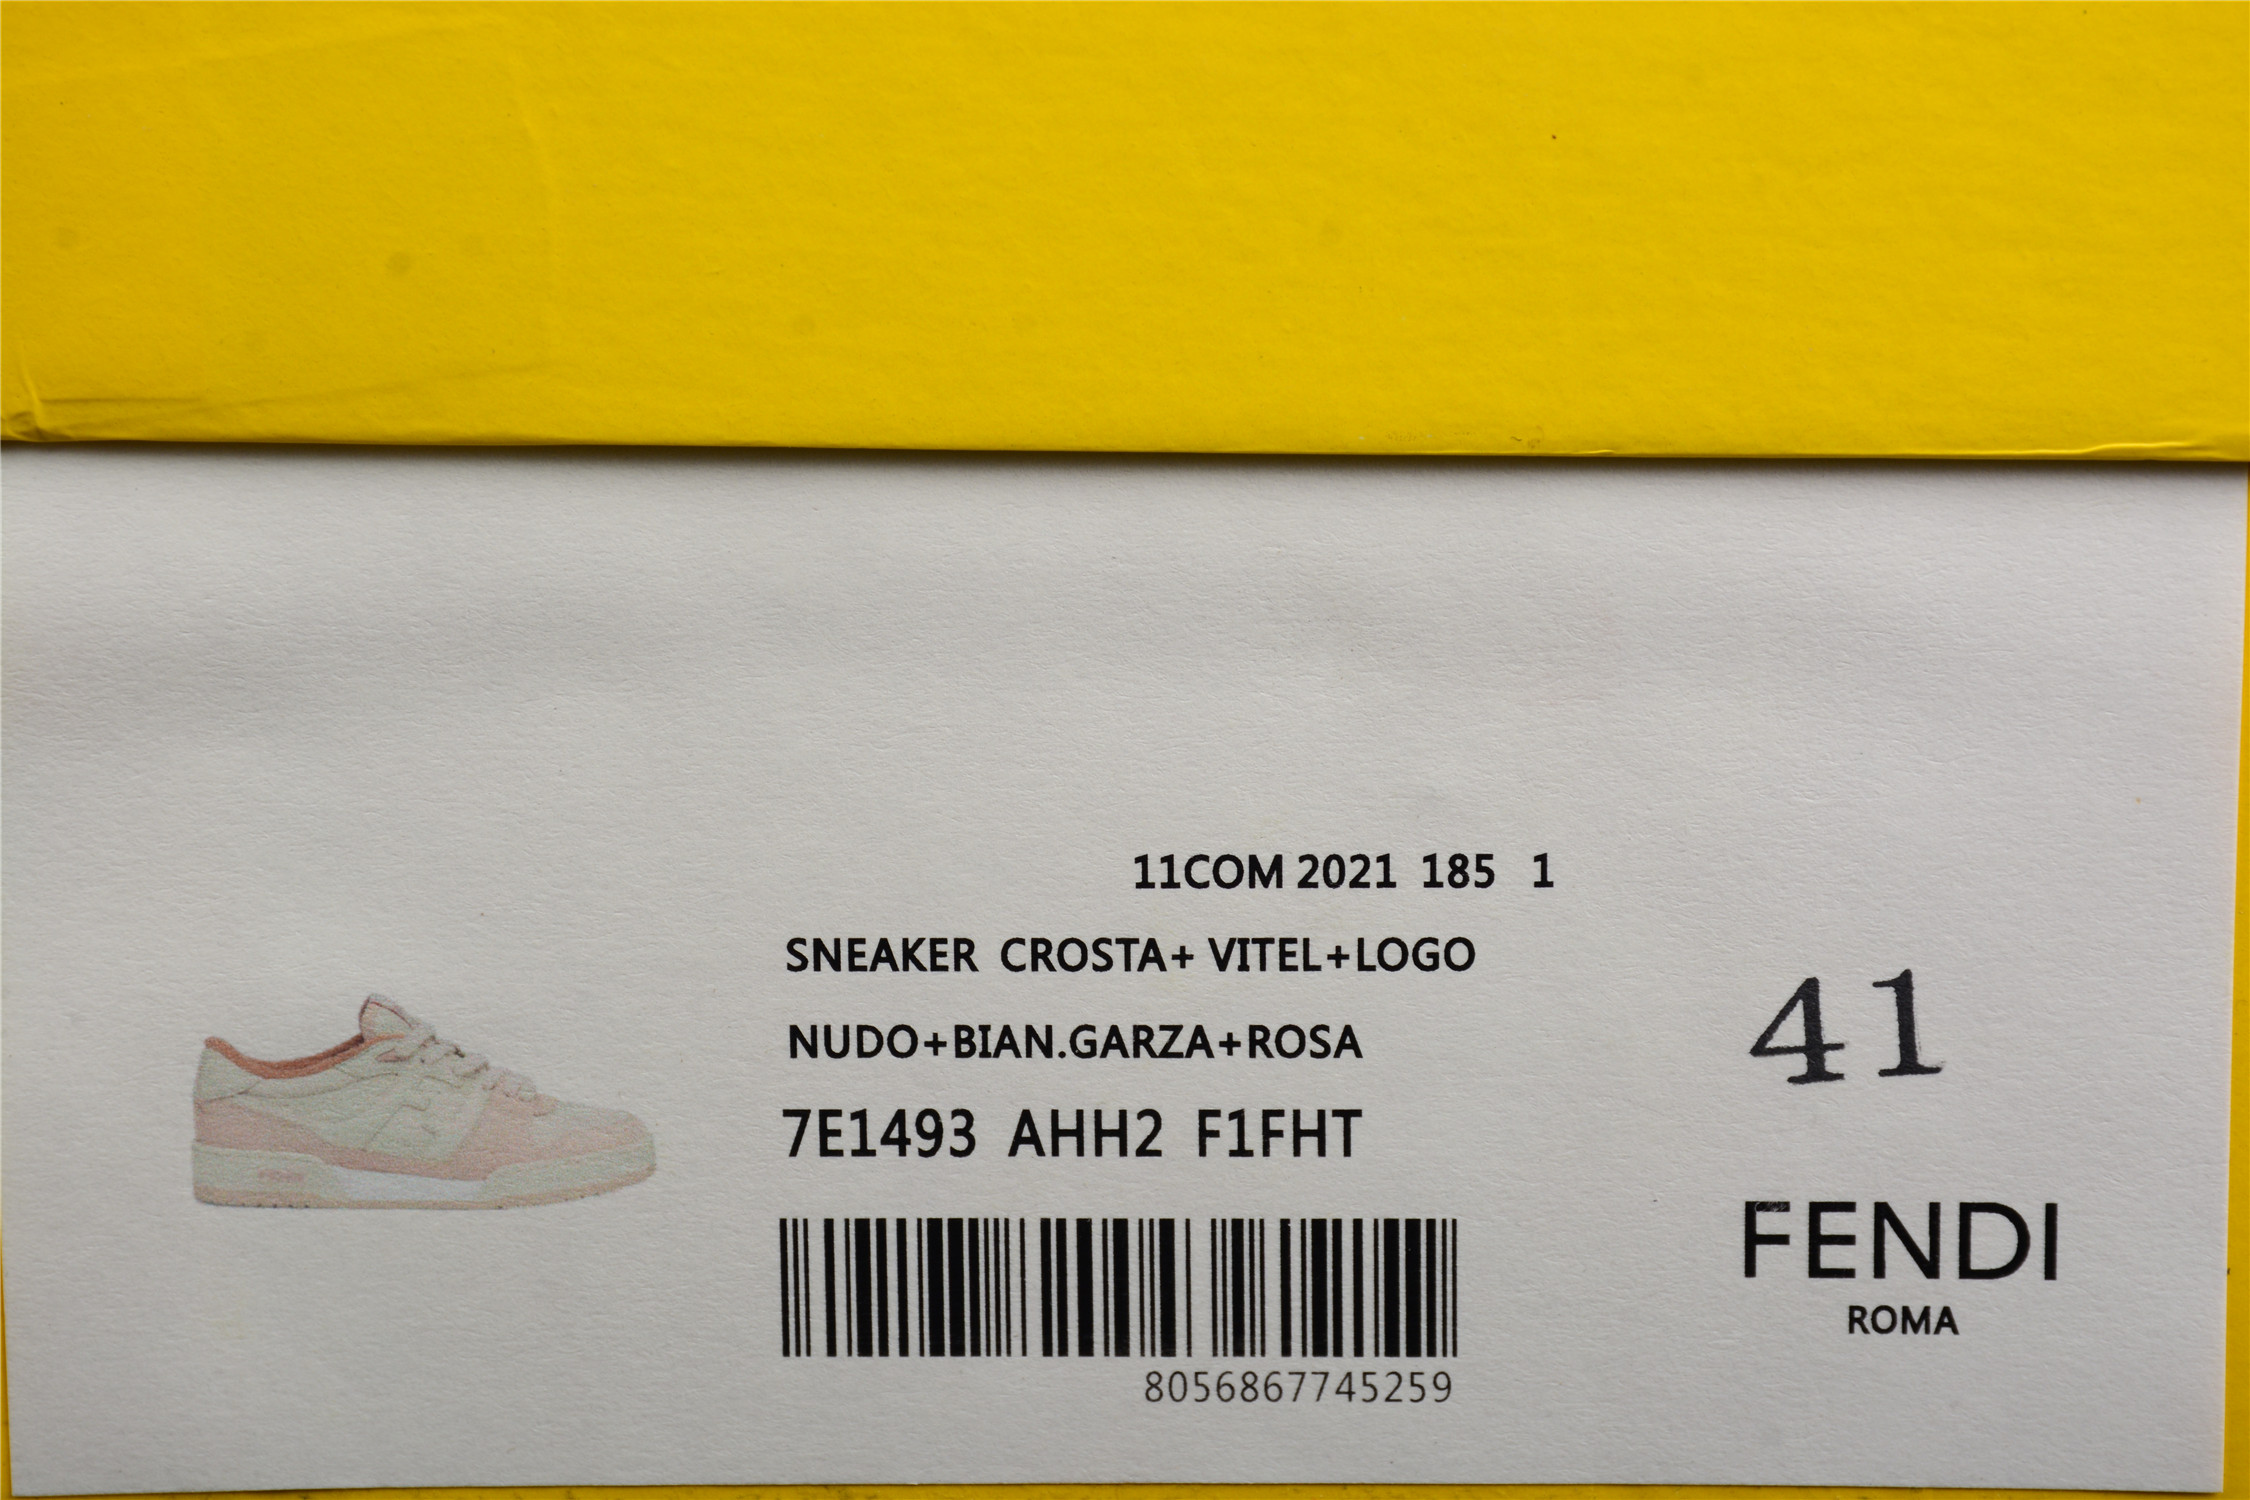 11COM 2021 185 1
SNEAKER CROSTA+ VITEL+LOGO
NUDO+BIAN.GARZA+ROSA
7E1493 AHH2 F1FHT
8056867745259
41
FENDI
ROMA